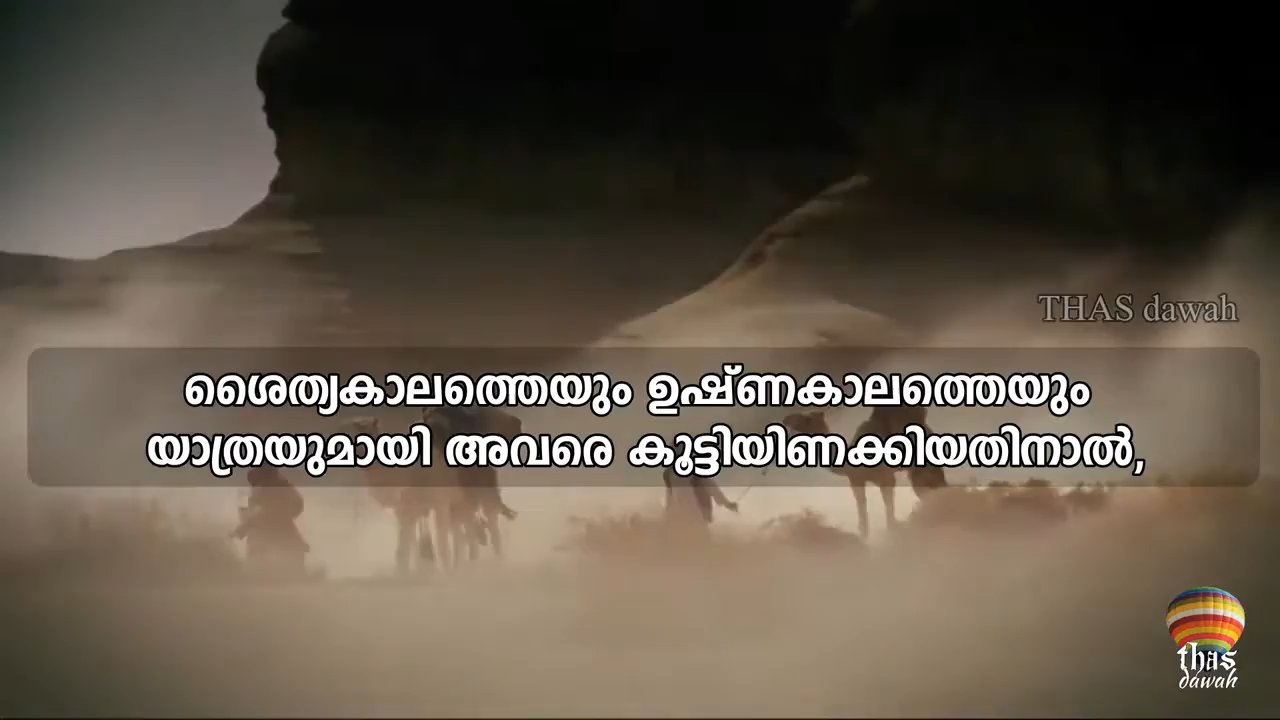 THAS dawah
ശൈത്യകാലത്തെയും ഉഷ്ണകാലത്തെയും
യാത്രയുമായി അവരെ കൂട്ടിയിണക്കിയതിനാൽ,
thas
dawah